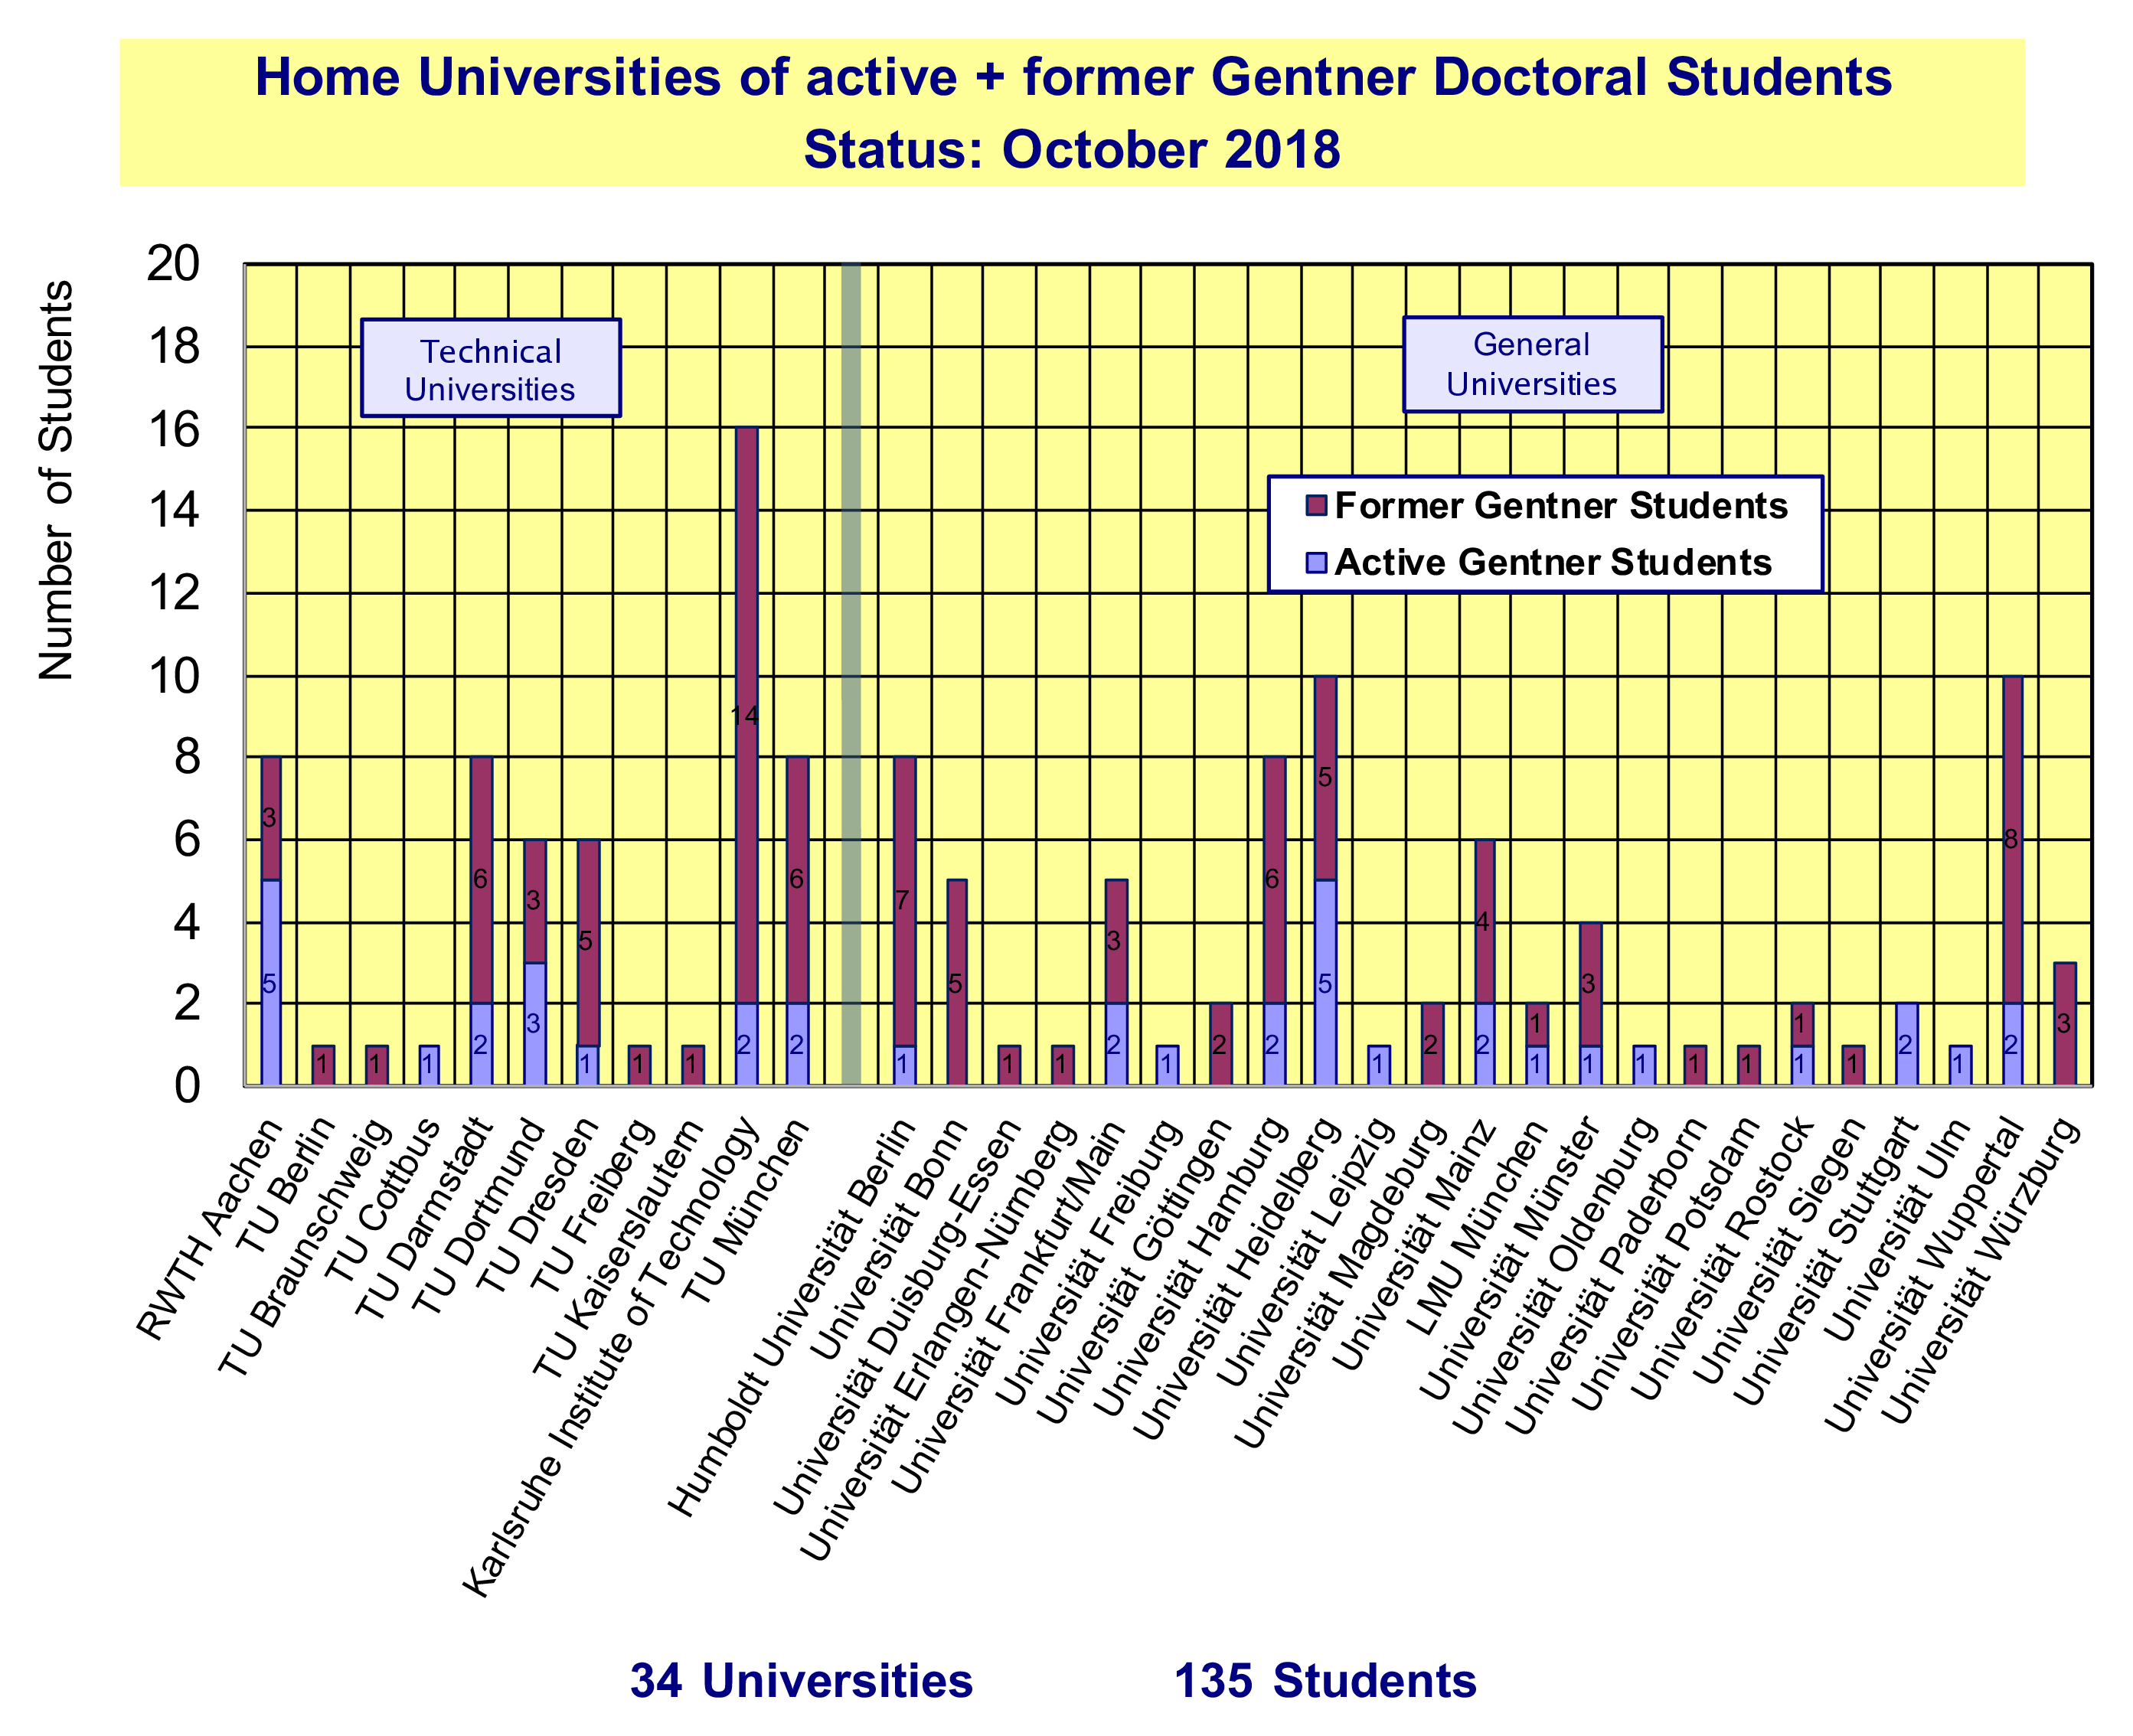 Home Universities of active + former Gentner Doctoral Students
Status: October 2018
Number of Students
20
18
16
14
12
10
8
6
4
2
0
Technical
Universities
General
Universities
Former Gentner Students
Active Gentner Students
3
5
1
1
1
6
2
3
3
5
1
1
1
14
2
6
2
7
1
5
1
1
3
2
1
2
6
2
5
5
1
2
4
2
1
1
3
1
1
1
1
1
1
1
2
1
8
2
3
RWTH Aachen
TU Berlin
TU Braunschweig
TU Cottbus
TU Darmstadt
TU Dortmund
TU Dresden
TU Freiberg
TU Kaiserslautern
Karlsruhe Institute of Technology
TU München
Humboldt Universität Berlin
Universität Bonn
Universität Duisburg-Essen
Universität Erlangen-Nürnberg
Universität Frankfurt/Main
Universität Freiburg
Universität Göttingen
Universität Hamburg
Universität Heidelberg
Universität Leipzig
Universität Magdeburg
Universität Mainz
LMU München
Universität Münster
Universität Oldenburg
Universität Paderborn
Universität Potsdam
Universität Rostock
Universität Siegen
Universität Stuttgart
Universität Ulm
Universität Wuppertal
Universität Würzburg
34 Universities
135 Students